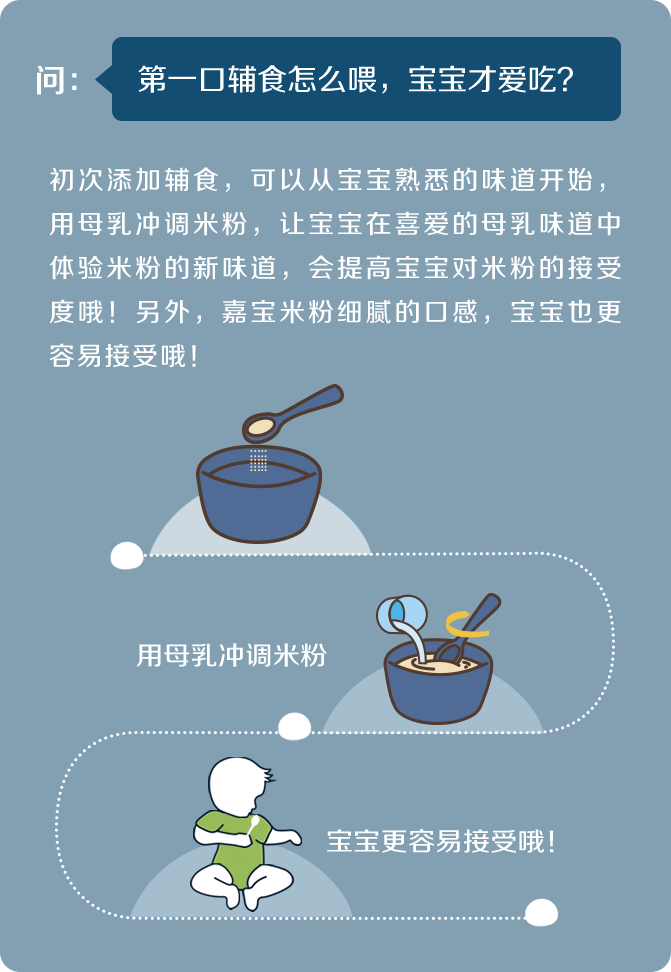 问：
第一口辅食怎么喂，宝宝才爱吃？
初次添加辅食，可以从宝宝熟悉的味道开始，
用母乳冲调米粉，让宝宝在喜爱的母乳味道中
体验米粉的新味道，会提高宝宝对米粉的接受
度哦！另外，嘉宝米粉细腻的口感，宝宝也更
容易接受哦！
用母乳冲调米粉
宝宝更容易接受哦！